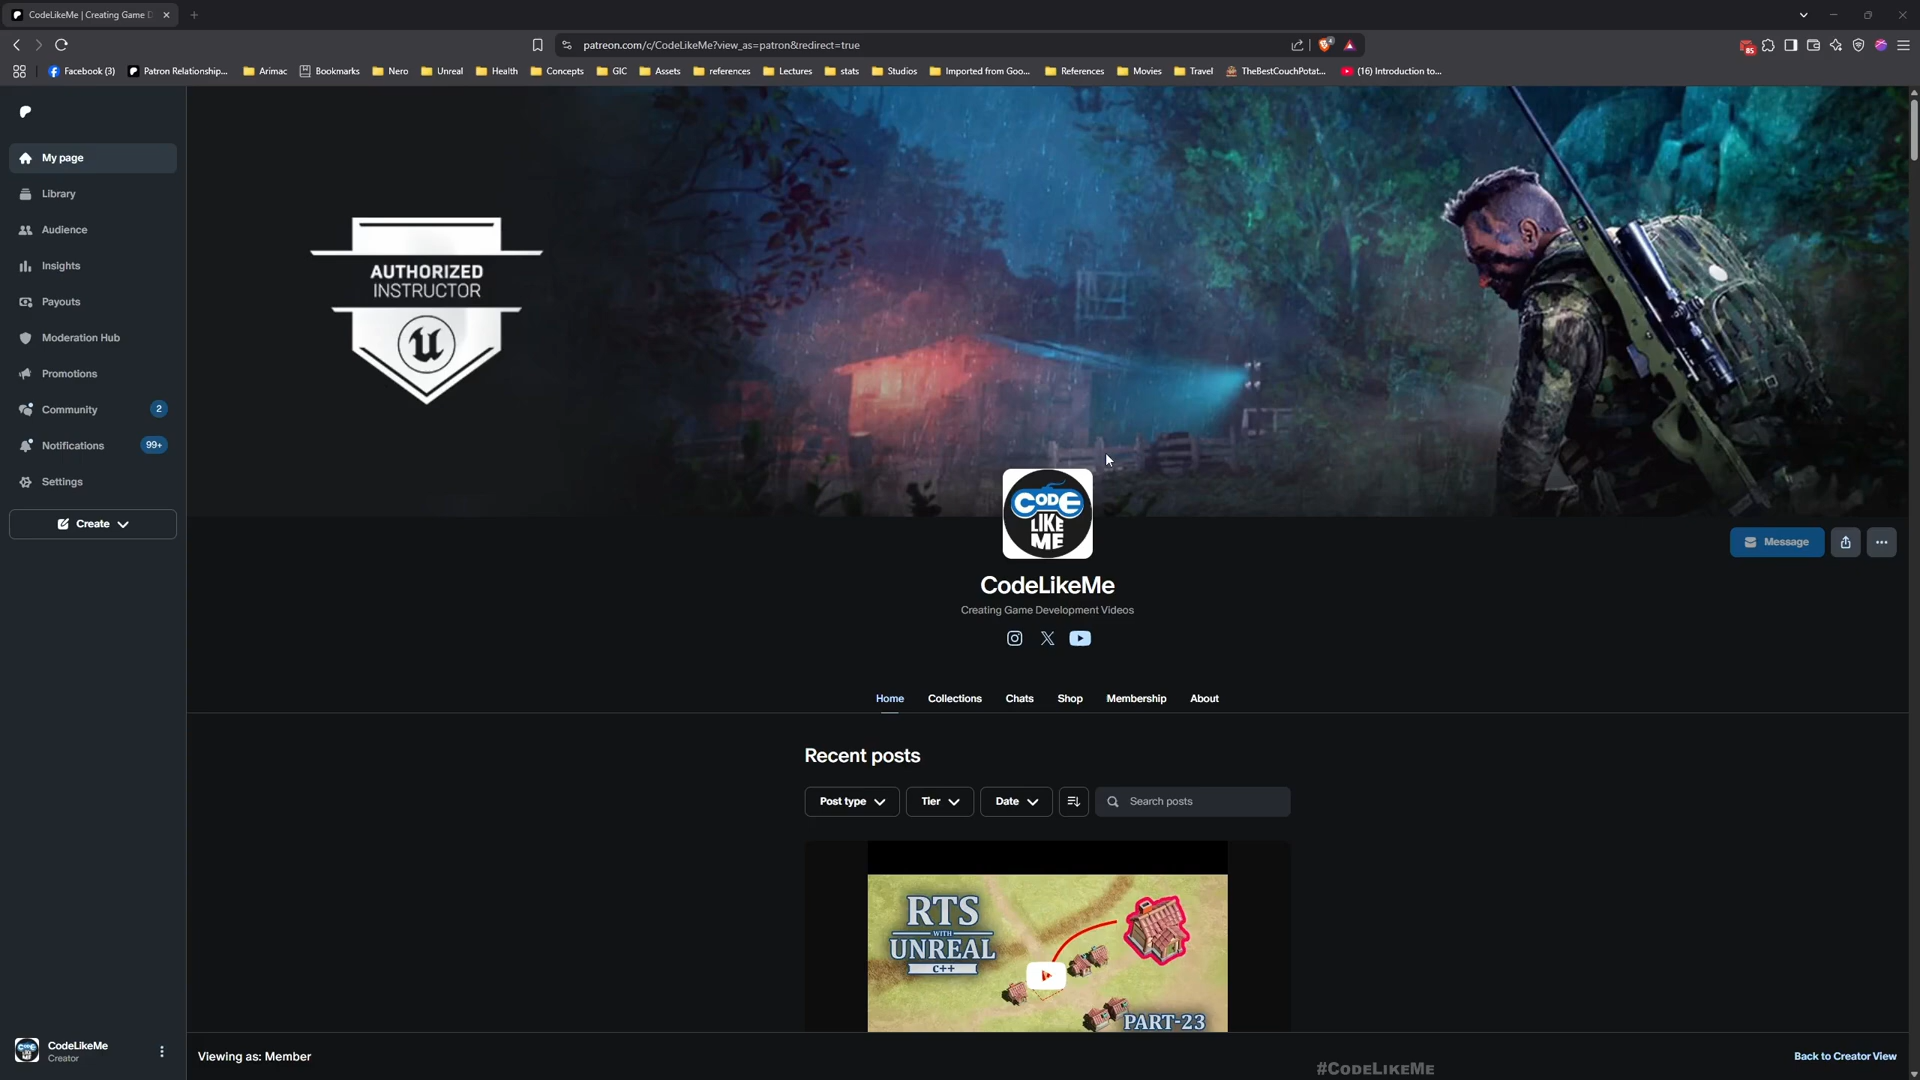 CodeLikeMe | Creating Game D
patreon.com/c/CodeLikeMe?view_as=patron&redirect=true
4
85
Facebook (3)
Patron Relationship...
Arimac
Bookmarks
Nero
Unreal
Health
Concepts
GIC
Assets
references
Lectures
stats
Studios
Imported from Goo...
References
Movies
Travel
TheBestCouchPotat...
(16) Introduction to...
My page
Library
Audience
Insights
Payouts
Moderation Hub
Promotions
Community
2
Notifications
99+
Settings
Create
AUTHORIZED
INSTRUCTOR
CODE
LIKE
ME
Message
CodeLikeMe
Creating Game Development Videos
Home
Collections
Chats
Shop
Membership
About
Recent posts
Post type
Tier
Date
Search posts
RTS
WITH
UNREAL
C++
PART-23
CodeLikeMe
Creator
Viewing as: Member
#CODELIKEME
Back to Creator View